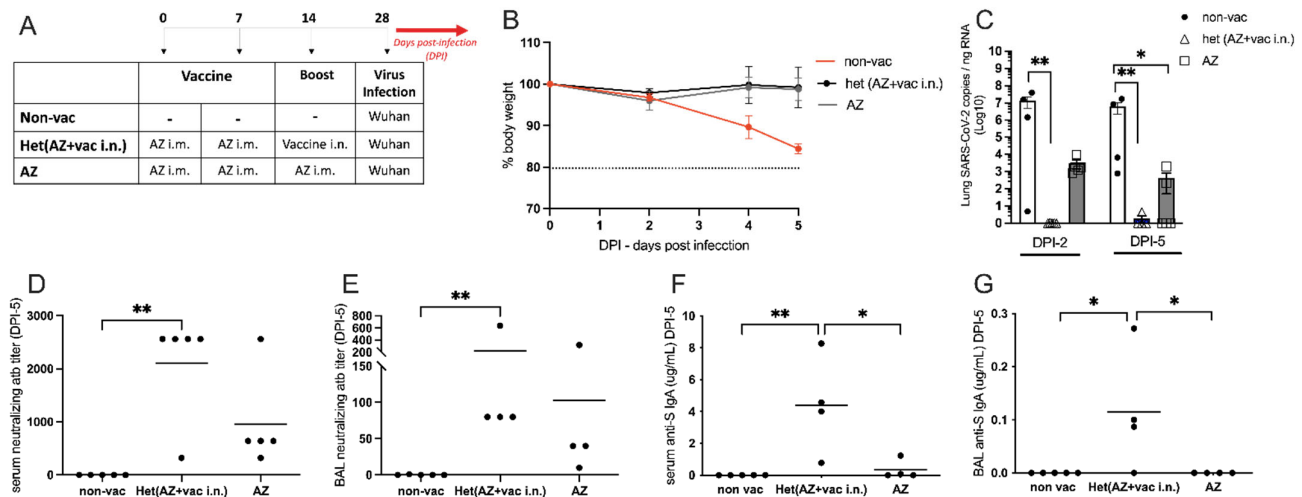 A
0 7 14 28
Days post-infection
(DPI)
Vaccine Boost Virus
Infection
Non-vac - - - Wuhan
Het(AZ+vac i.n.) AZ i.m. AZ i.m. Vaccine i.n. Wuhan
AZ AZ i.m. AZ i.m. AZ i.m. Wuhan
B
% body weight
110
100
90
80
70
0 1 2 3 4 5
DPI - days post infecction
non-vac
het (AZ+vac i.n.)
AZ
C
non-vac
het (AZ+vac i.n.)
AZ
Lung SARS-CoV-2 copies / ng RNA
(Log10)
10
9
8
7
6
5
4
3
2
1
0
** ** *
DPI-2 DPI-5
D
serum neutralizing atb titer (DPI-5)
3000
2000
1000
0
**
non-vac Het(AZ+vac i.n.) AZ
E
BAL neutralizing atb titer (DPI-5)
800
600
400
200
150
100
50
0
**
non-vac Het(AZ+vac i.n.) AZ
F
serum anti-S IgA (ug/mL) DPI-5
10
8
6
4
2
0
** *
non vac Het(AZ+vac i.n.) AZ
G
BAL anti-S IgA (ug/mL) DPI-5
0.3
0.2
0.1
0.0
* *
non vac Het(AZ+vac i.n.) AZ